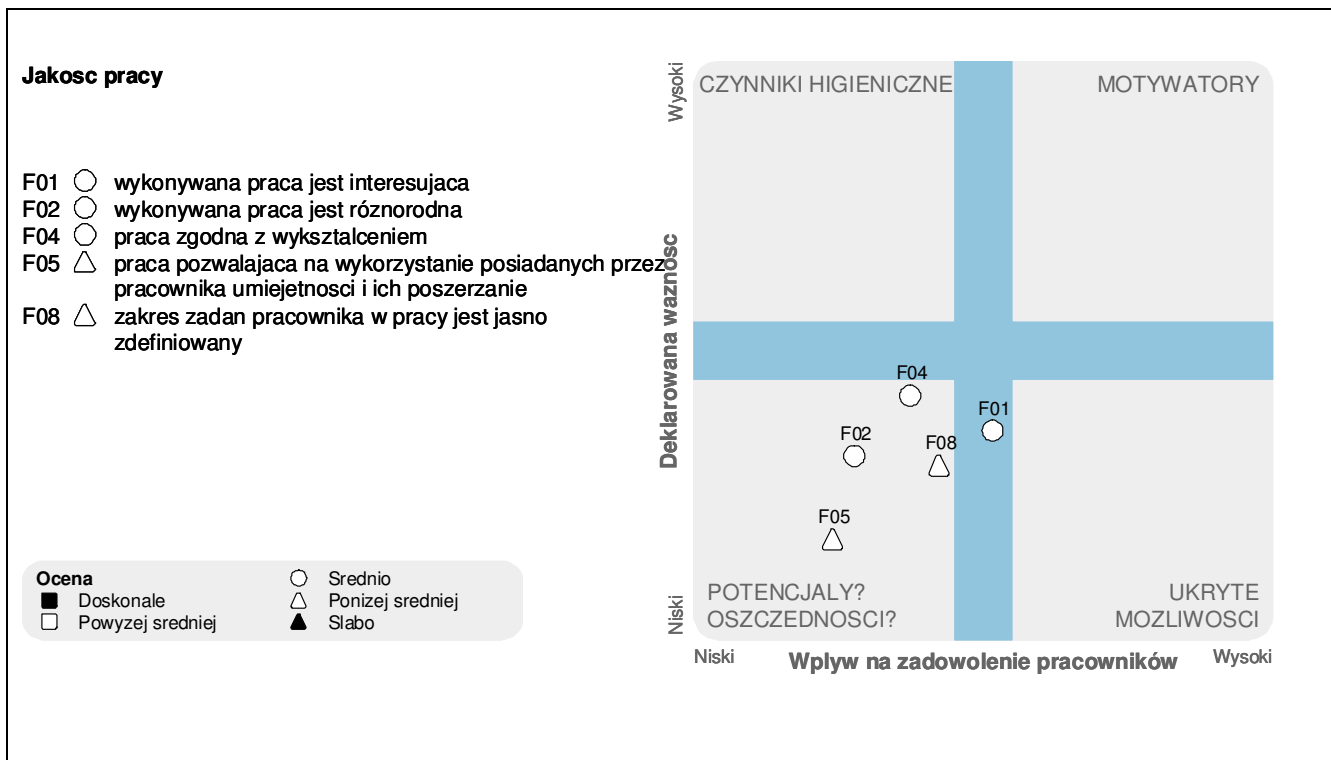 Jakosc pracy
F01 wykonywana praca jest interesujaca
F02 wykonywana praca jest róznorodna
F04 praca zgodna z wyksztalceniem
F05 praca pozwalajaca na wykorzystanie posiadanych przez
pracownika umiejetnosci i ich poszerzanie
F08 zakres zadan pracownika w pracy jest jasno
zdefiniowany
Ocena
Doskonale
Powyzej sredniej
Srednio
Ponizej sredniej
Slabo
Wysoki
Deklarowana waznosc
Niski
CZYNNIKI HIGIENICZNE
MOTYWATORY
F04
F01
F02
F08
F05
POTENCJALY?
OSZCZEDNOSCI?
UKRYTE
MOZLIWOSCI
Niski
Wplyw na zadowolenie pracowników
Wysoki